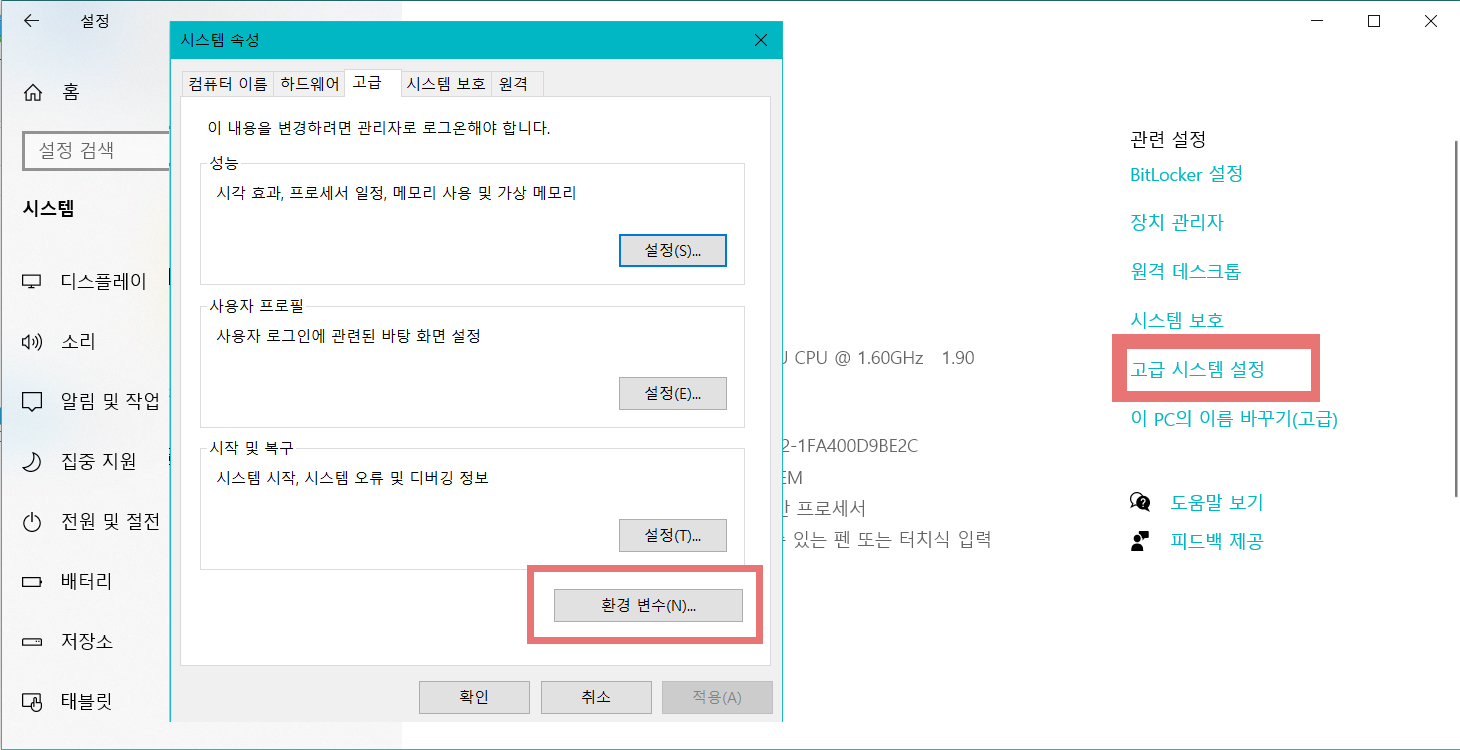 설정
홈
설정 검색
시스템
디스플레이
소리
알림 및 작업
집중 지원
전원 및 절전
배터리
저장소
태블릿
시스템 속성
컴퓨터 이름 하드웨어 고급 시스템 보호 원격
이 내용을 변경하려면 관리자로 로그온해야 합니다.
성능
시각 효과, 프로세서 일정, 메모리 사용 및 가상 메모리
설정(S)...
사용자 프로필
사용자 로그인에 관련된 바탕 화면 설정
설정(E)...
시작 및 복구
시스템 시작, 시스템 오류 및 디버깅 정보
설정(T)...
환경 변수(N)...
확인 취소 적용(A)
CPU @ 1.60GHz 1.90
2-1FA400D9BE2C
EM
프로세서
있는 펜 또는 터치식 입력
관련 설정
BitLocker 설정
장치 관리자
원격 데스크톱
시스템 보호
고급 시스템 설정
이 PC의 이름 바꾸기(고급)
도움말 보기
피드백 제공